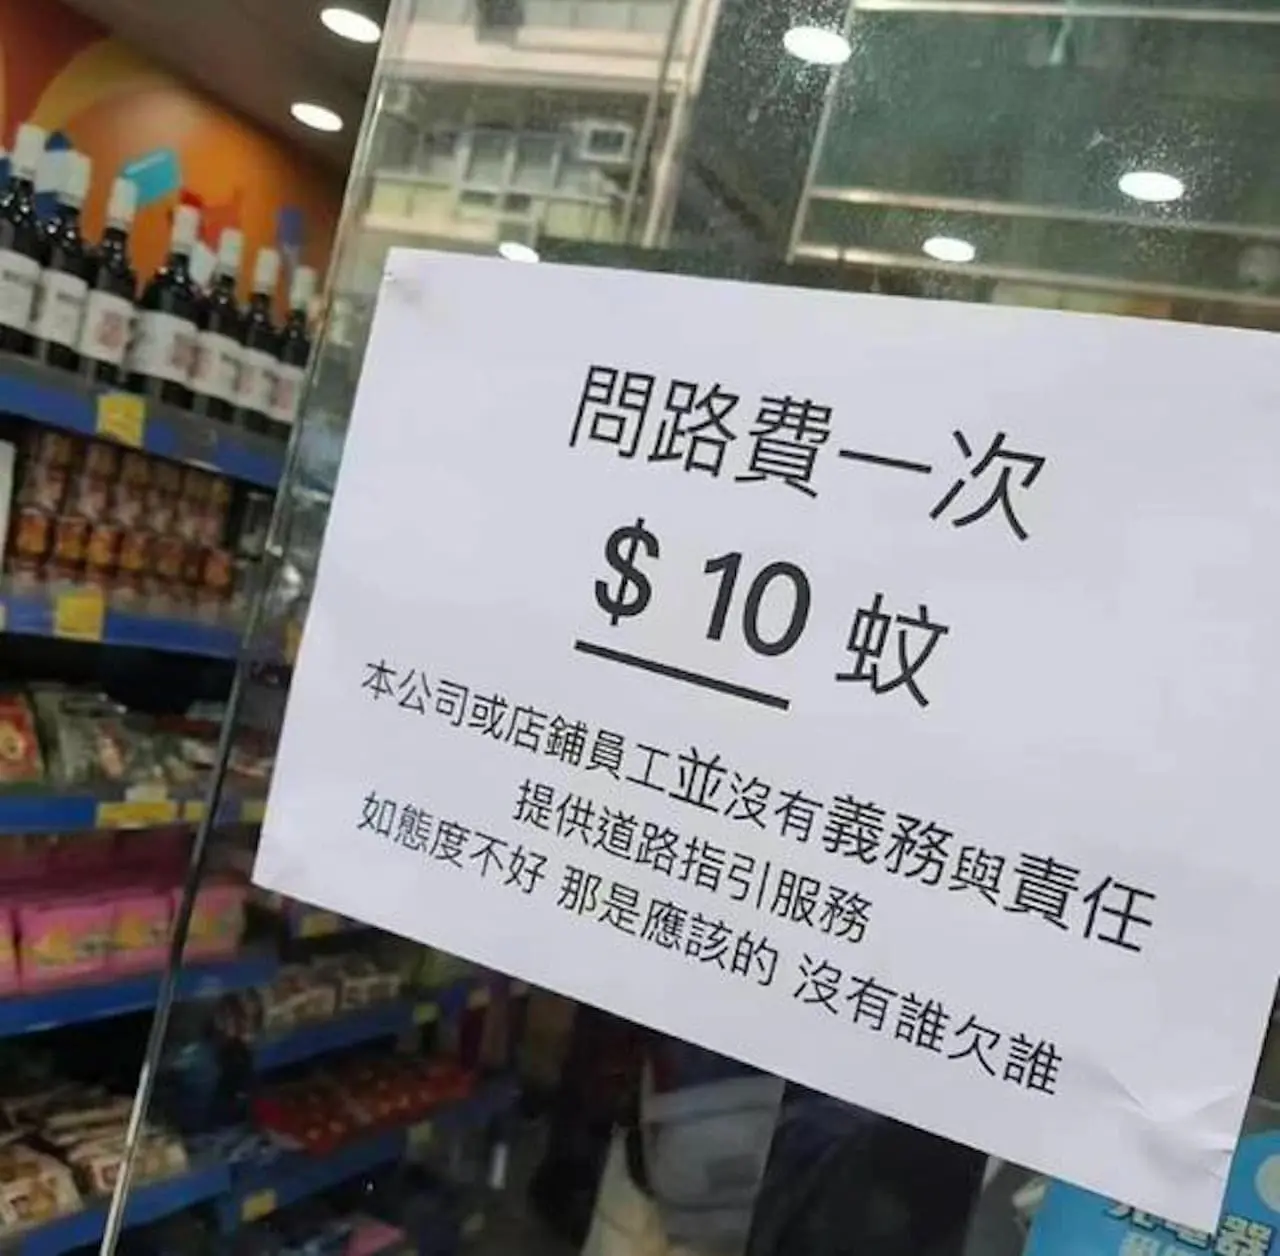 問路費一次
$ 10 蚊
本公司或店鋪員工並沒有義務與責任
提供道路指引服務
如態度不好 那是應該的 沒有誰欠誰